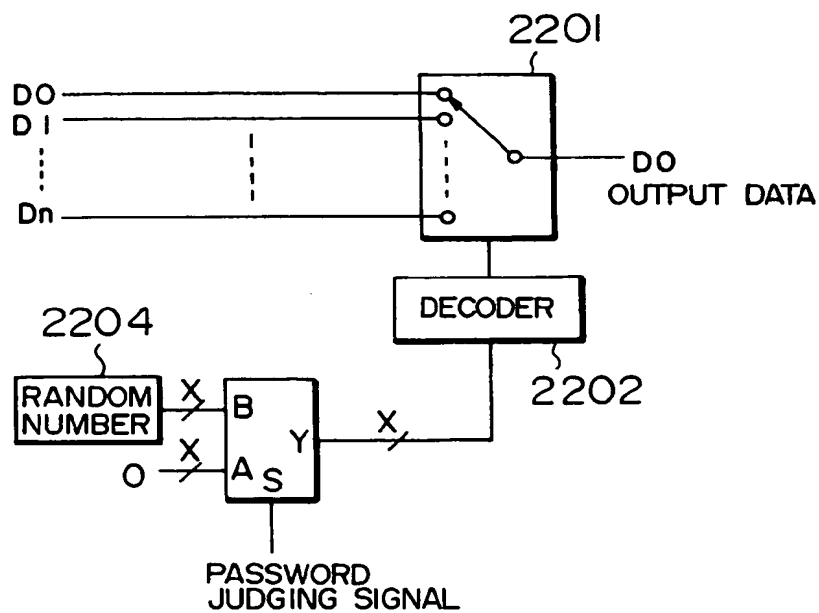 2201
D0
D1
Dn
D0
OUTPUT DATA
DECODER
2204
2202
RANDOM
NUMBER
X
B
X
Y
X
0
A
S
PASSWORD
JUDGING SIGNAL